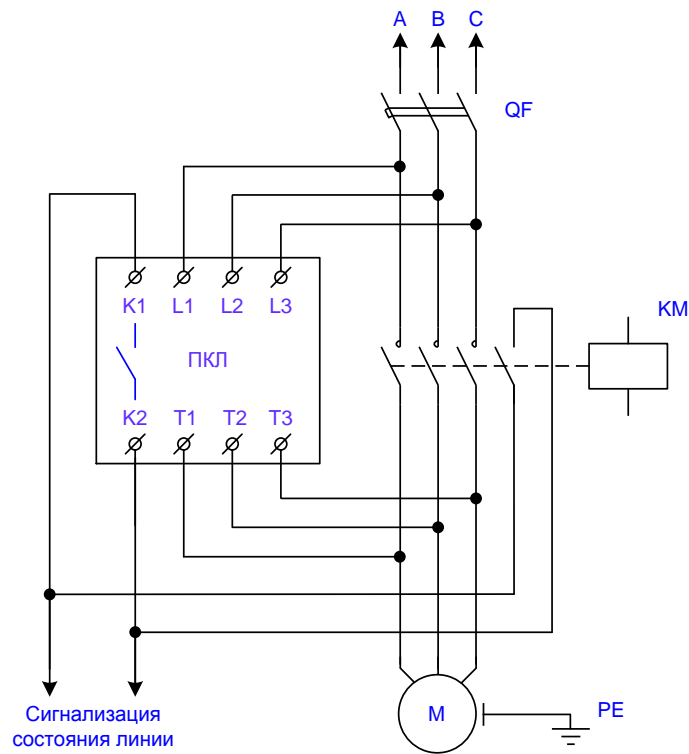 A B C
QF
K1 L1 L2 L3
KM
ПКЛ
K2 T1 T2 T3
M
PE
Сигнализация
состояния линии